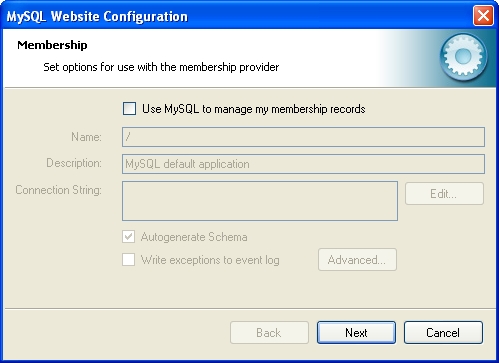 MySQL Website Configuration
Membership
Set options for use with the membership provider
Use MySQL to manage my membership records
Name: /
Description: MySQL default application
Connection String: Edit...
Autogenerate Schema
Write exceptions to event log Advanced...
Back Next Cancel